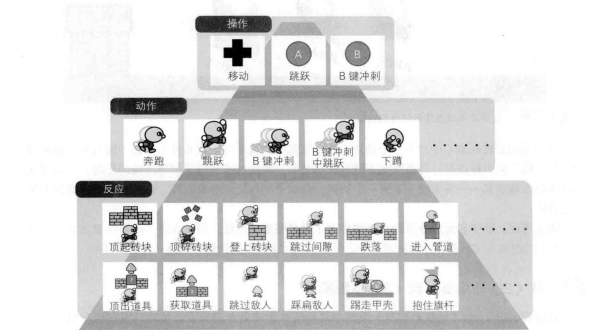 操作
A
B
移动
跳跃
B 键冲刺
动作
奔跑
跳跃
B 键冲刺
B 键冲刺
中跳跃
下蹲
······
反应
顶起砖块
顶碎砖块
登上砖块
跳过间隙
跌落
进入管道
······
顶出道具
获取道具
跳过敌人
踩扁敌人
踢走甲壳
抱住旗杆
······